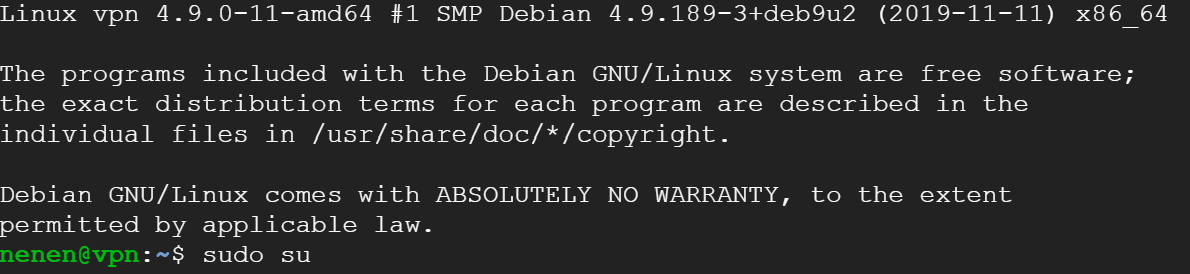 Linux vpn 4.9.0-11-amd64 #1 SMP Debian 4.9.189-3+deb9u2 (2019-11-11) x86_64
The programs included with the Debian GNU/Linux system are free software;
the exact distribution terms for each program are described in the
individual files in /usr/share/doc/*/copyright.
Debian GNU/Linux comes with ABSOLUTELY NO WARRANTY, to the extent
permitted by applicable law.
nenen@vpn:~$ sudo su